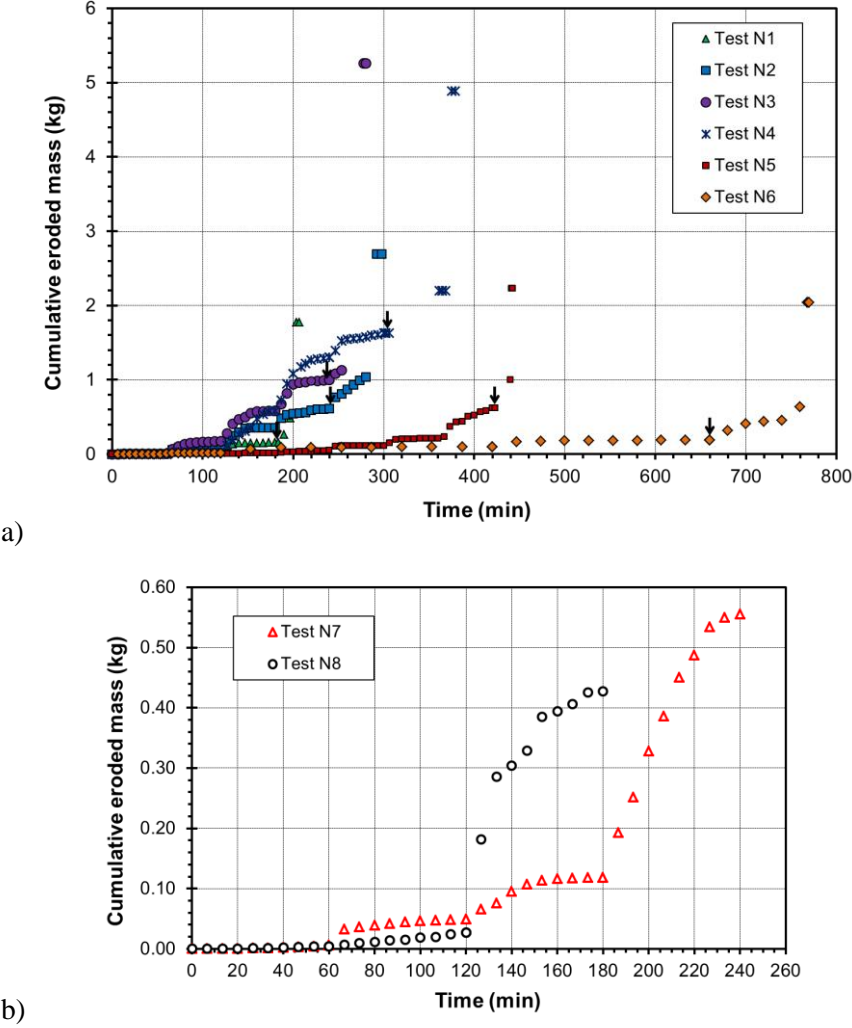 6
5
4
3
2
1
0
Cumulative eroded mass (kg)
Test N1
Test N2
Test N3
Test N4
Test N5
Test N6
0 100 200 300 400 500 600 700 800
Time (min)
a)
0.60
0.50
0.40
0.30
0.20
0.10
0.00
Cumulative eroded mass (kg)
Test N7
Test N8
0 20 40 60 80 100 120 140 160 180 200 220 240 260
Time (min)
b)